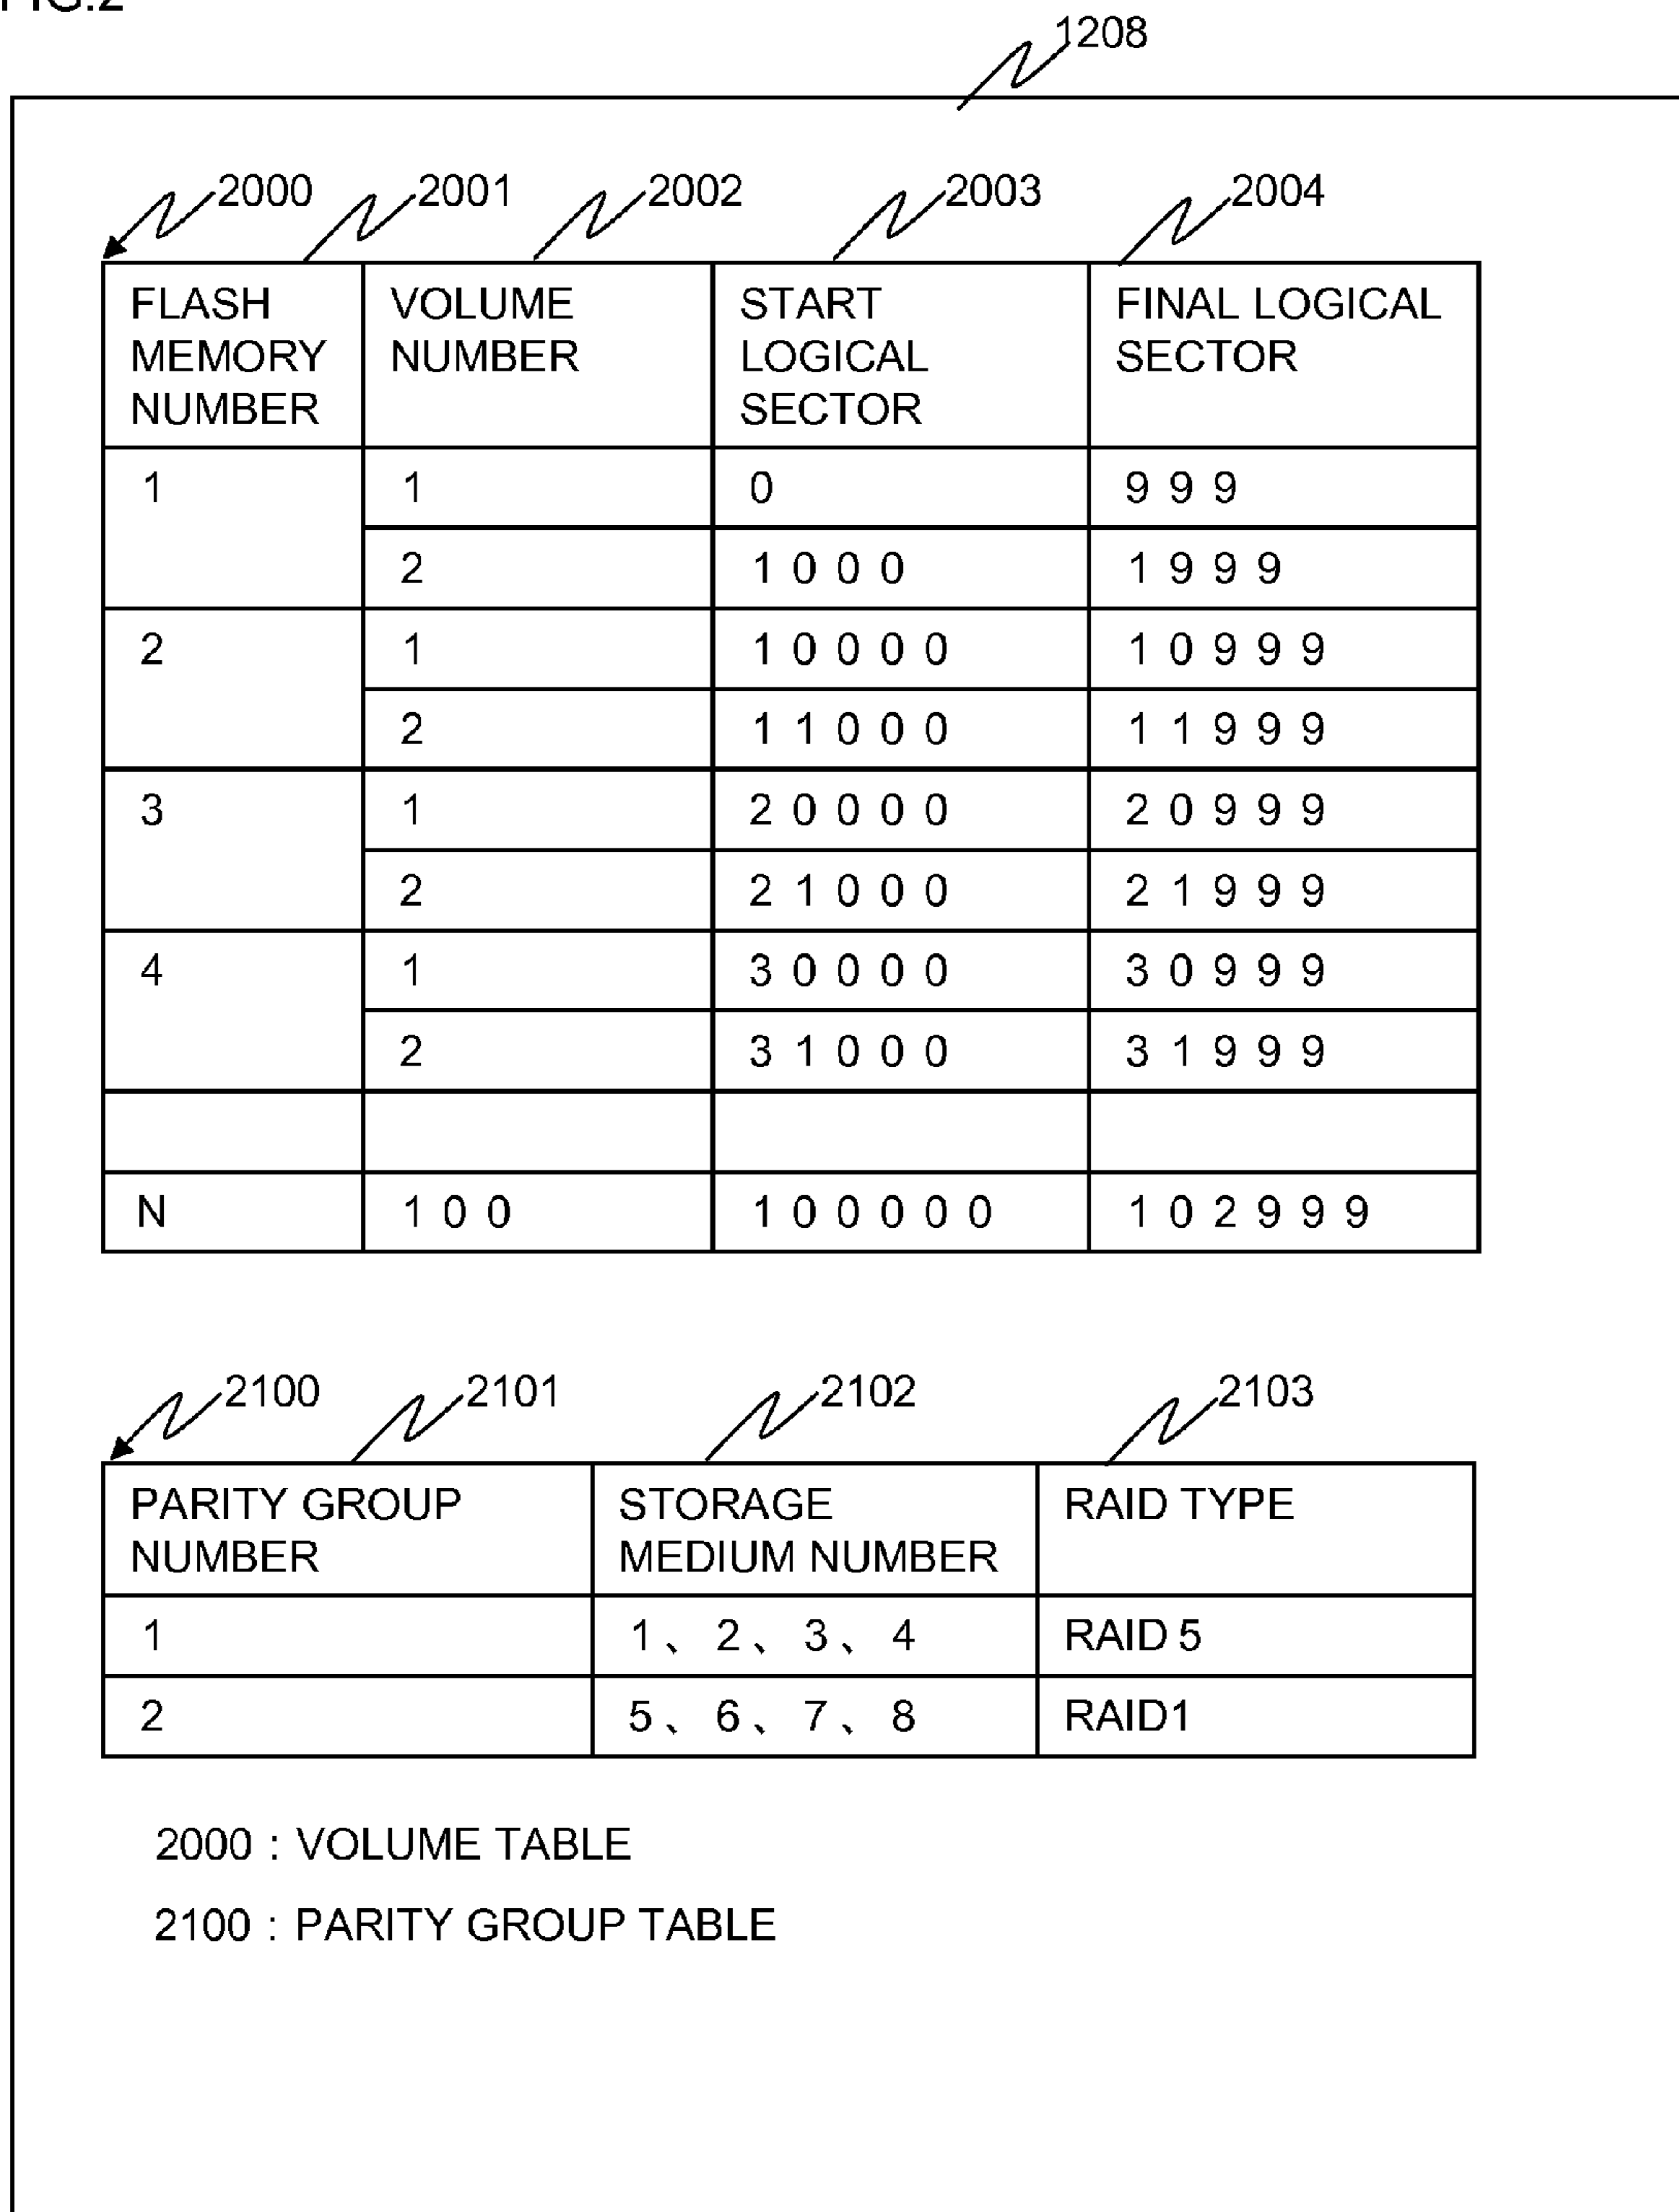 FIG.2
1208
2000 2001 2002 2003 2004
FLASH MEMORY NUMBER VOLUME NUMBER START LOGICAL SECTOR FINAL LOGICAL SECTOR
1 1 0 999
2 1000 1999
2 1 10000 10999
2 11000 11999
3 1 20000 20999
2 21000 21999
4 1 30000 30999
2 31000 31999
N 100 100000 102999
2100 2101 2102 2103
PARITY GROUP NUMBER STORAGE MEDIUM NUMBER RAID TYPE
1 1、2、3、4 RAID 5
2 5、6、7、8 RAID1
2000 : VOLUME TABLE
2100 : PARITY GROUP TABLE